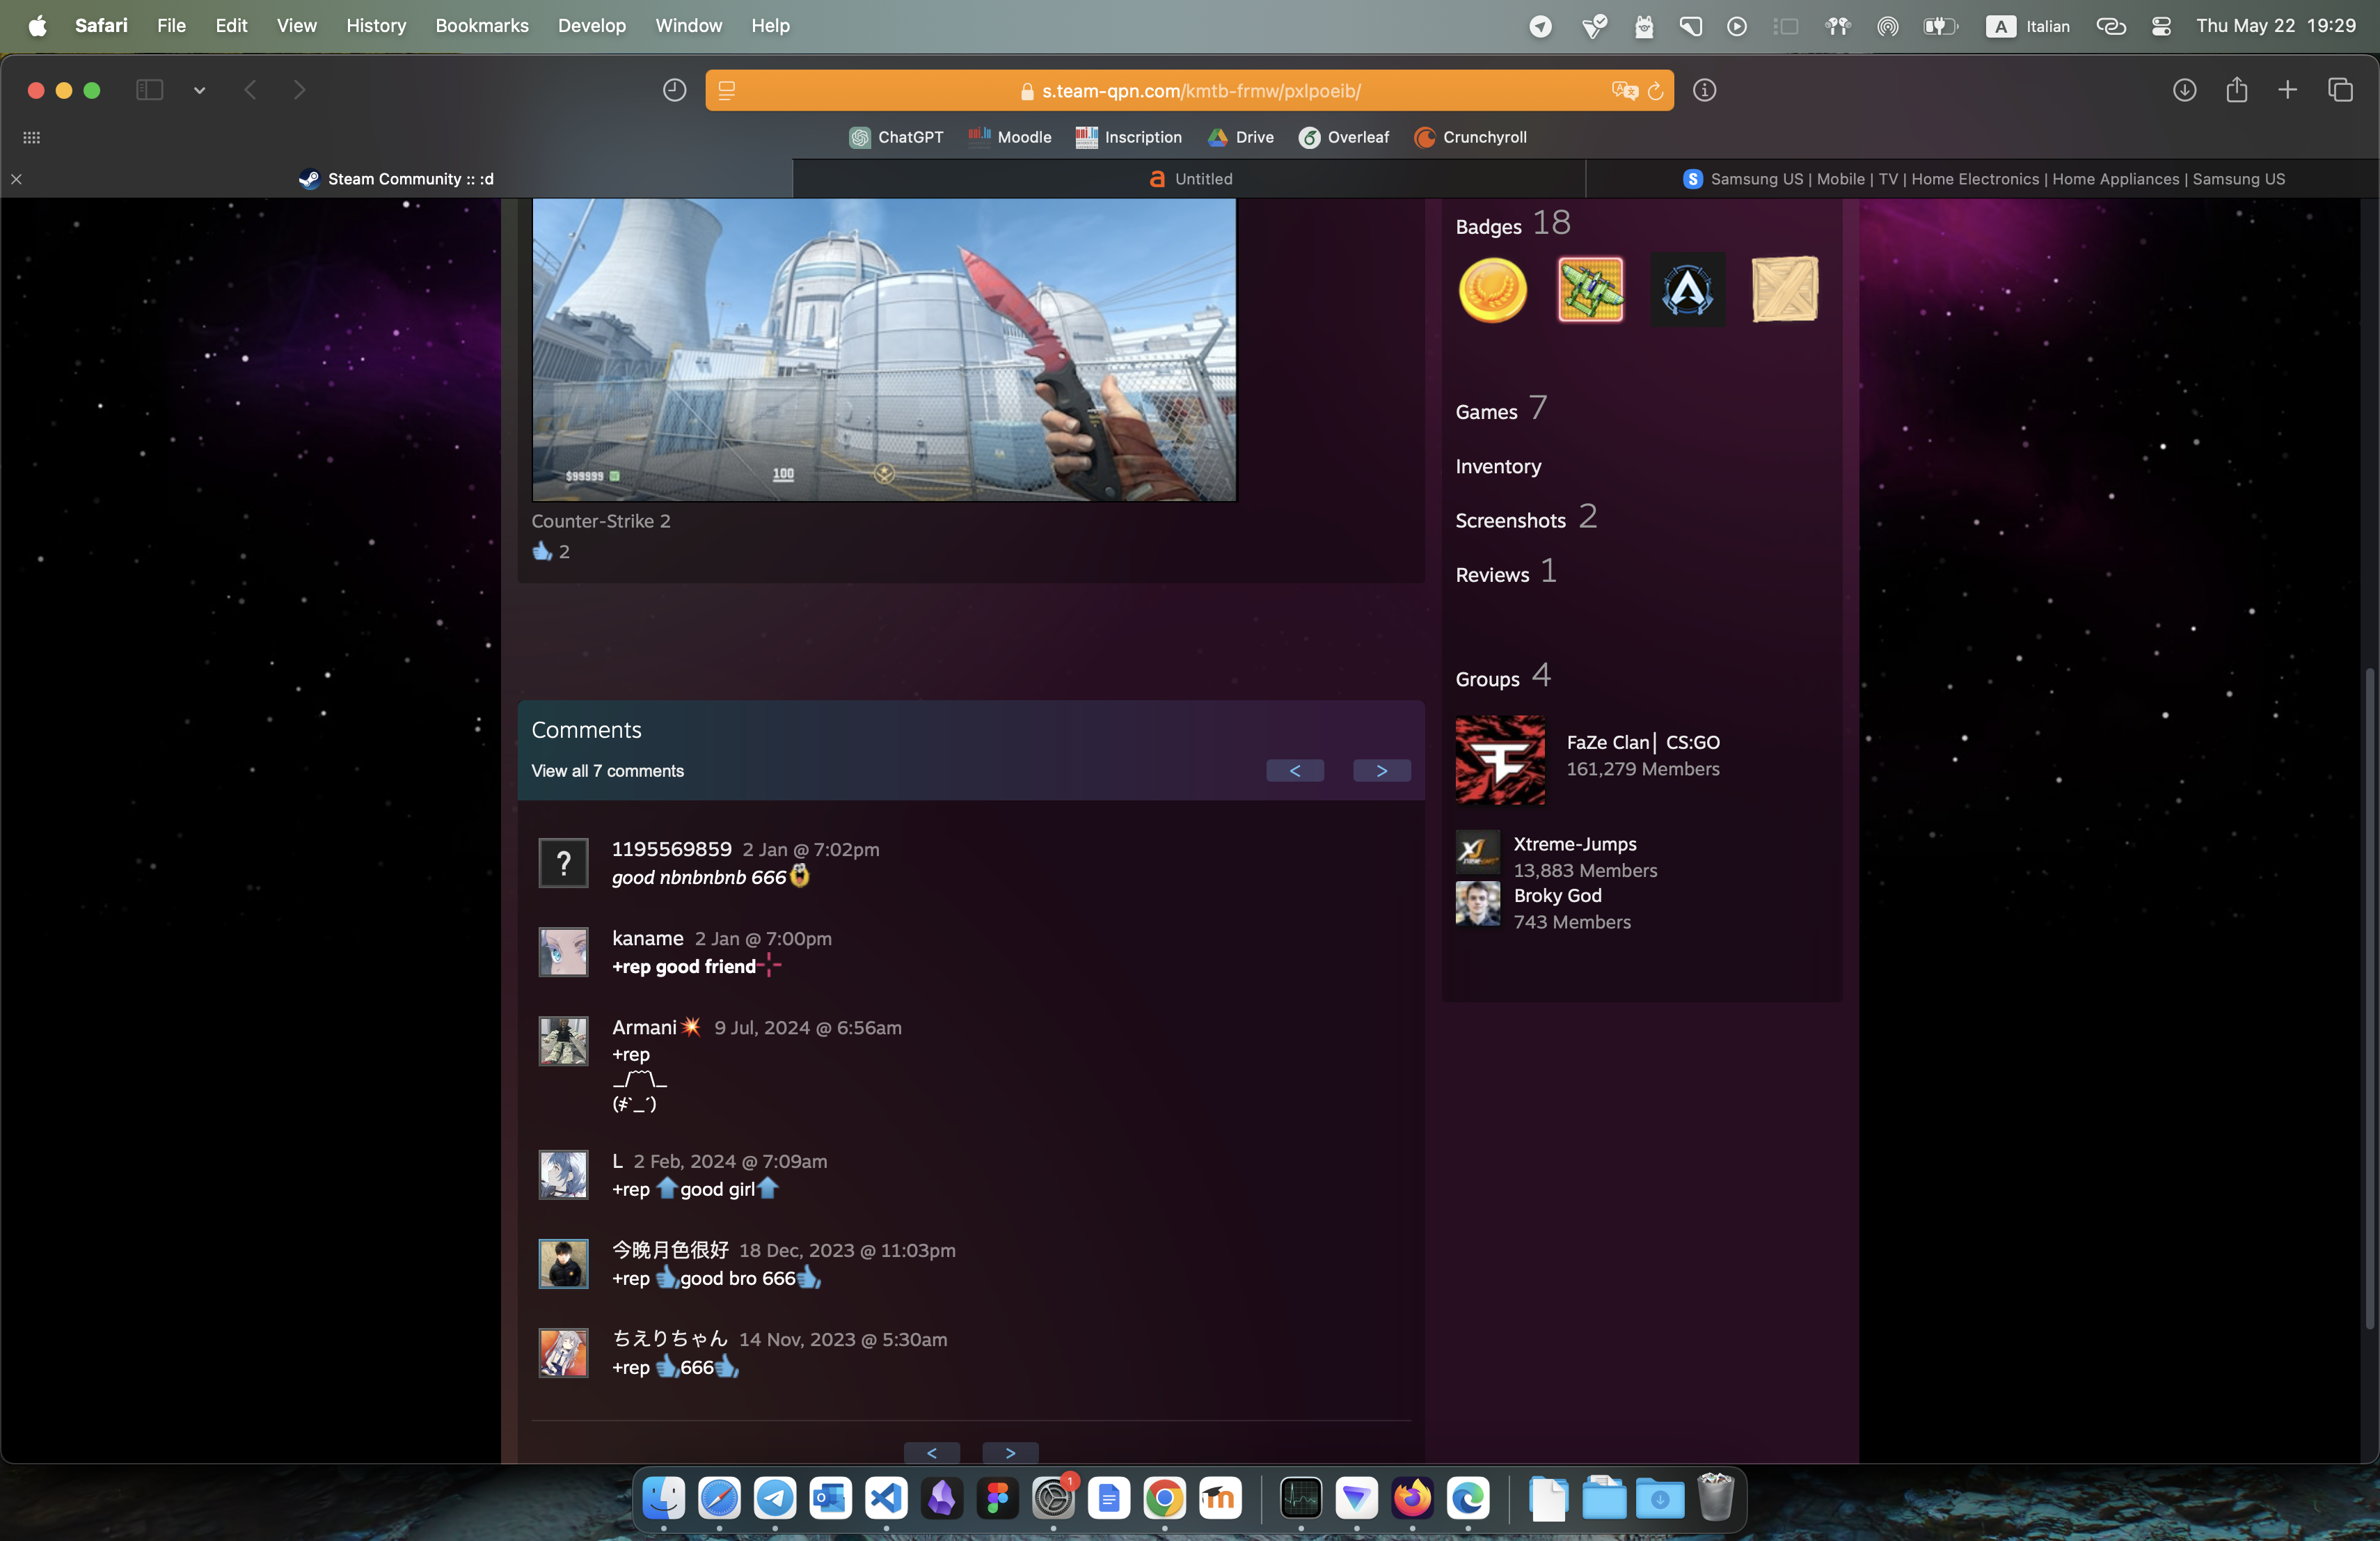 Safari File Edit View History Bookmarks Develop Window Help
A Italian Thu May 22 19:29
s.team-qpn.com/kmtb-frmw/pxlpoeib/
ChatGPT Moodle Inscription Drive Overleaf Crunchyroll
Steam Community :: :d
Untitled
Samsung US | Mobile | TV | Home Electronics | Home Appliances | Samsung US
$99999
100
Counter-Strike 2
2
Comments
View all 7 comments
<
>
1195569859 2 Jan @ 7:02pm
good nbnbnbnb 666
kaname 2 Jan @ 7:00pm
+rep good friend
Armani💥 9 Jul, 2024 @ 6:56am
+rep
_/⌒⌒\_
(ﾒ`_´)
L 2 Feb, 2024 @ 7:09am
+rep ⬆good girl⬆
今晚月色很好 18 Dec, 2023 @ 11:03pm
+rep 👍good bro 666👍
ちえりちゃん 14 Nov, 2023 @ 5:30am
+rep 👍666👍
<
>
Badges 18
Games 7
Inventory
Screenshots 2
Reviews 1
Groups 4
FaZe Clan│ CS:GO
161,279 Members
Xtreme-Jumps
13,883 Members
Broky God
743 Members
1